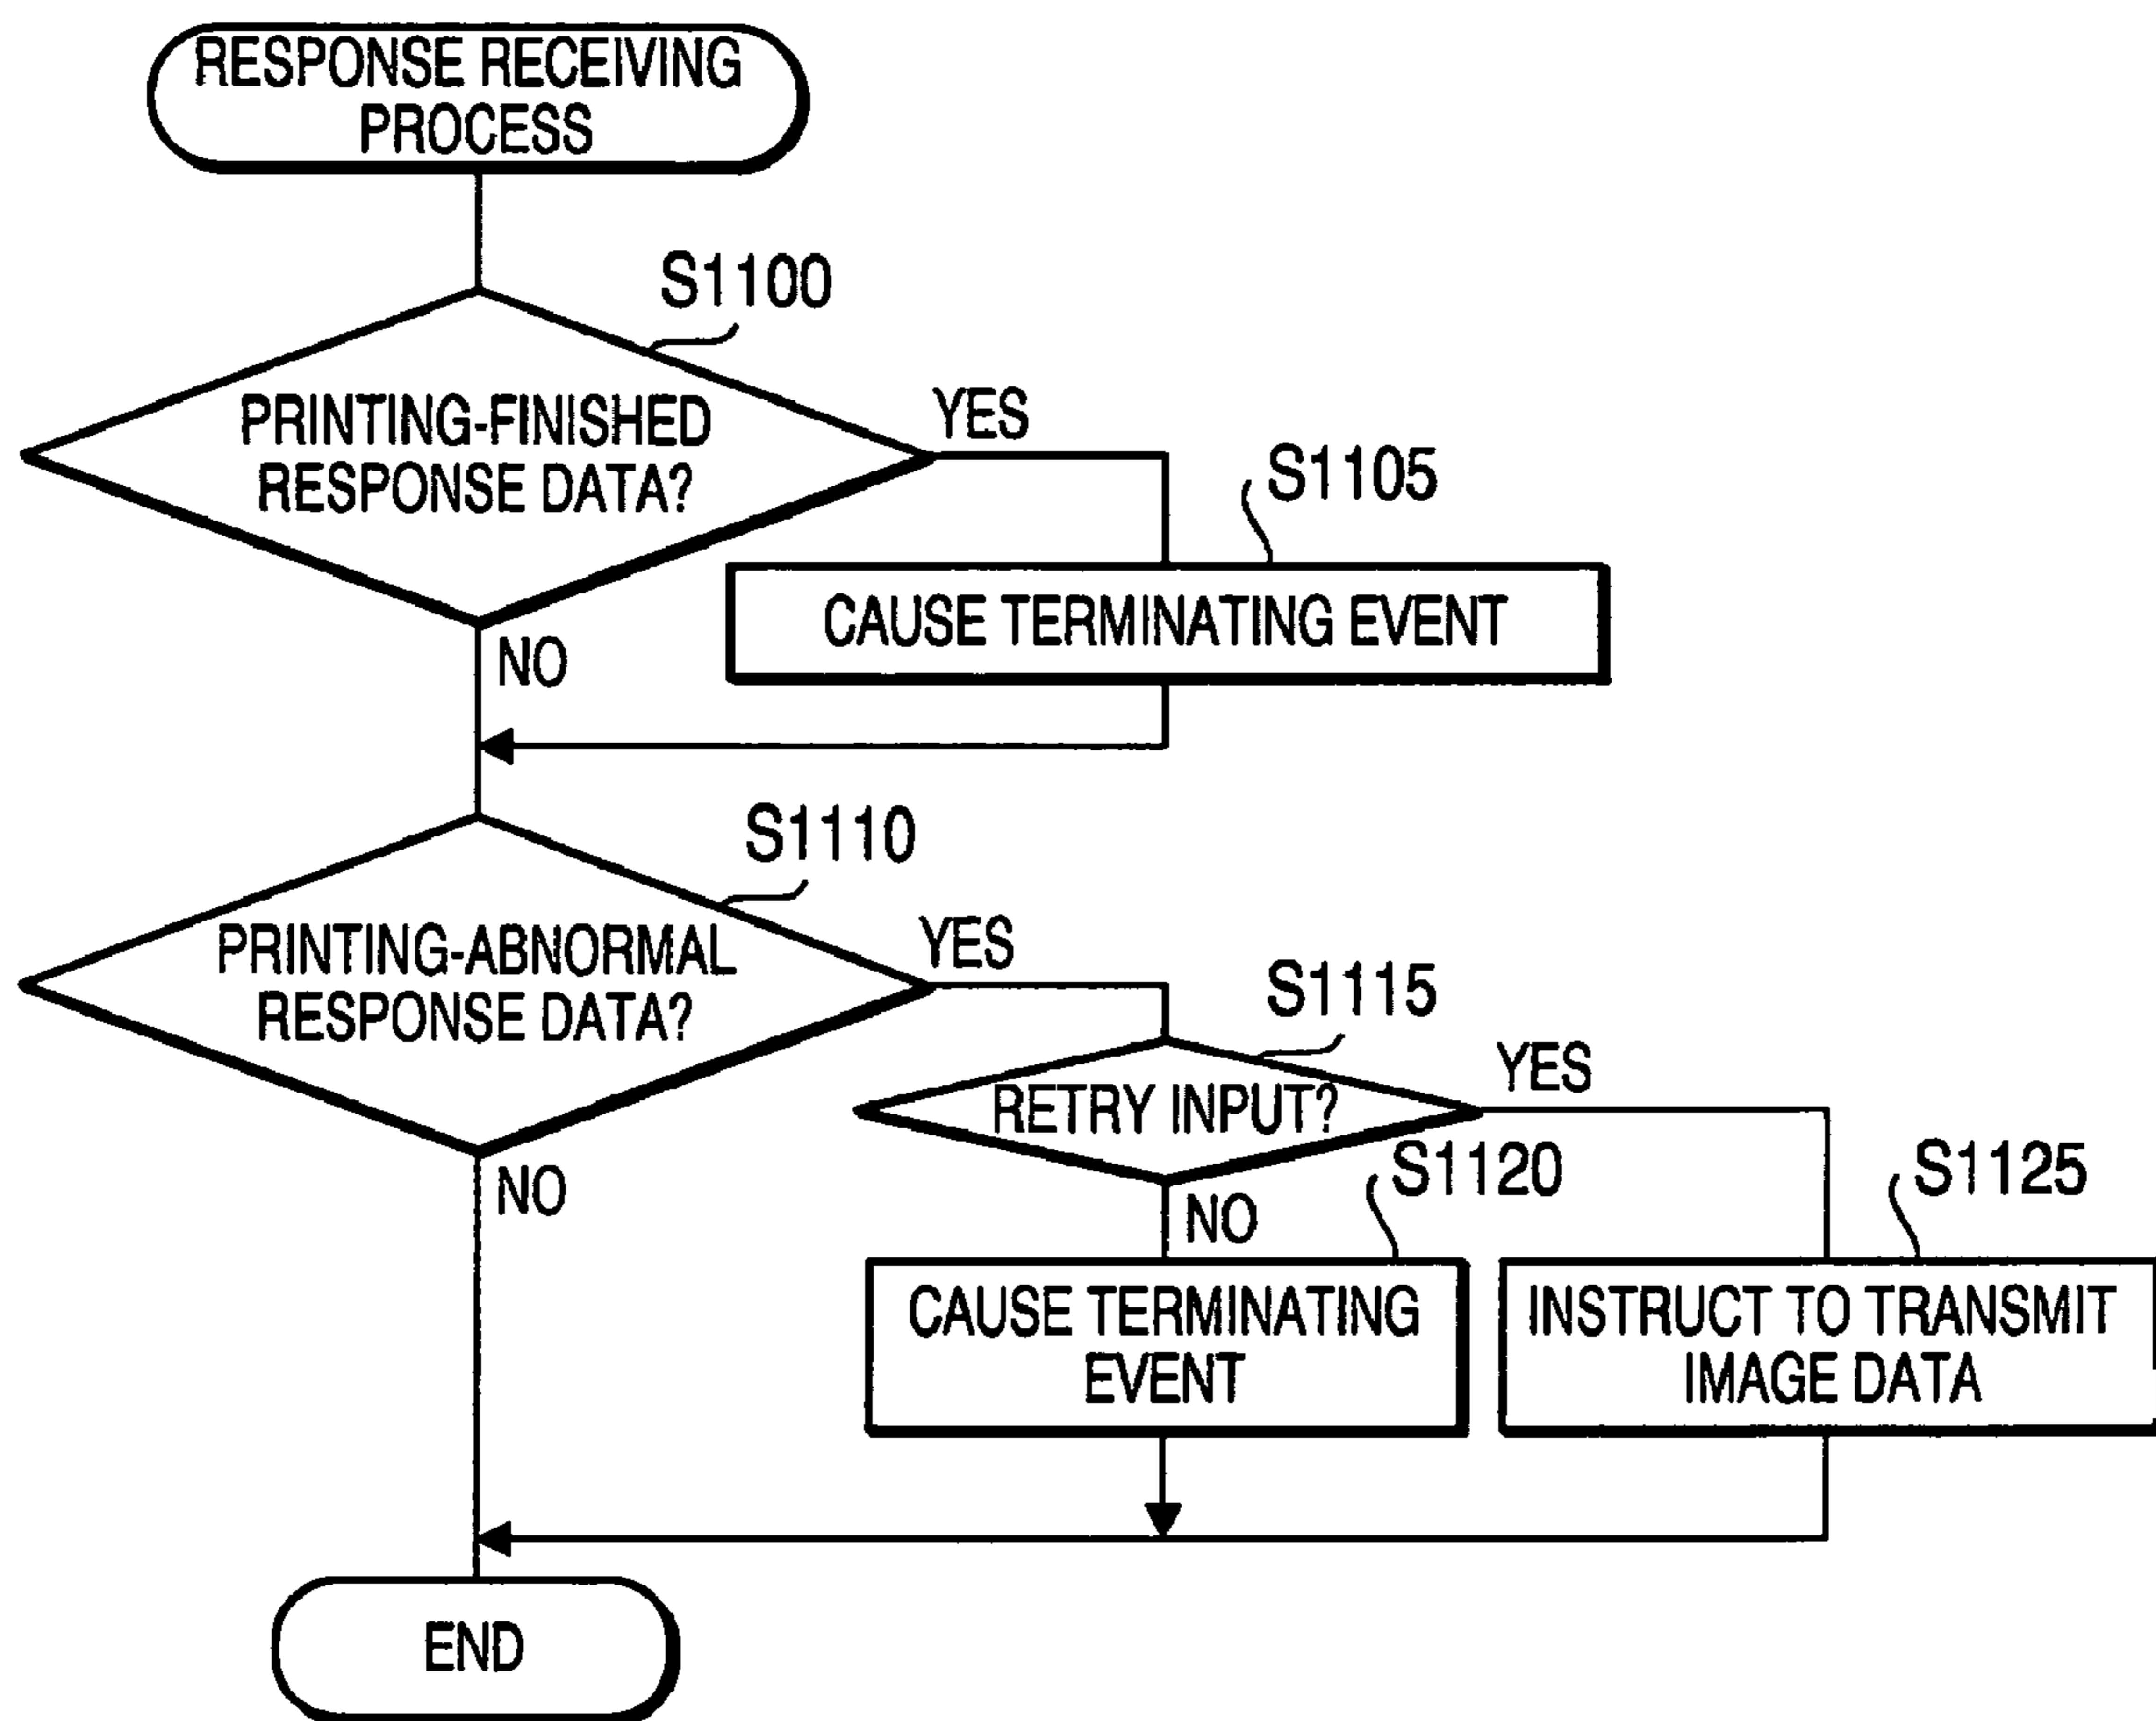 RESPONSE RECEIVING
PROCESS
S1100
PRINTING-FINISHED
RESPONSE DATA?
YES
S1105
CAUSE TERMINATING EVENT
NO
S1110
PRINTING-ABNORMAL
RESPONSE DATA?
YES
S1115
RETRY INPUT?
YES
NO
S1120
S1125
NO
CAUSE TERMINATING
EVENT
INSTRUCT TO TRANSMIT
IMAGE DATA
END